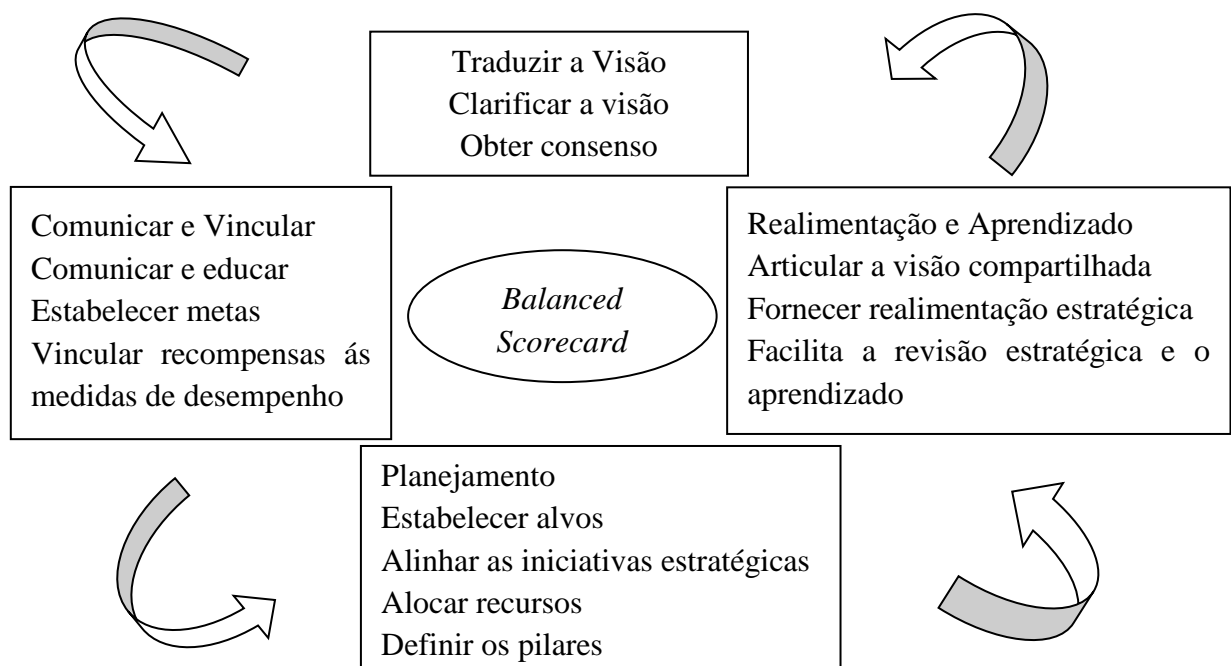 Traduzir a Visão
Clarificar a visão
Obter consenso
Comunicar e Vincular
Comunicar e educar
Estabelecer metas
Vincular recompensas ás
medidas de desempenho
Balanced
Scorecard
Realimentação e Aprendizado
Articular a visão compartilhada
Fornecer realimentação estratégica
Facilita a revisão estratégica e o
aprendizado
Planejamento
Estabelecer alvos
Alinhar as iniciativas estratégicas
Alocar recursos
Definir os pilares